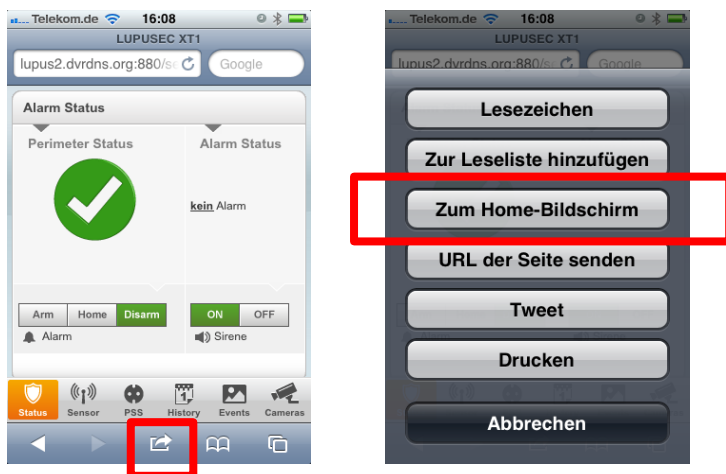 Telekom.de 16:08
LUPUSEC XT1
lupus2.dvrdns.org:880/se Google
Alarm Status
Perimeter Status Alarm Status
kein Alarm
Arm Home Disarm ON OFF
Alarm Sirene
Status Sensor PSS History Events Cameras
1
Telekom.de 16:08
LUPUSEC XT1
lupus2.dvrdns.org:880/se Google
Lesezeichen
Zur Leseliste hinzufügen
Zum Home-Bildschirm
URL der Seite senden
Tweet
Drucken
Abbrechen